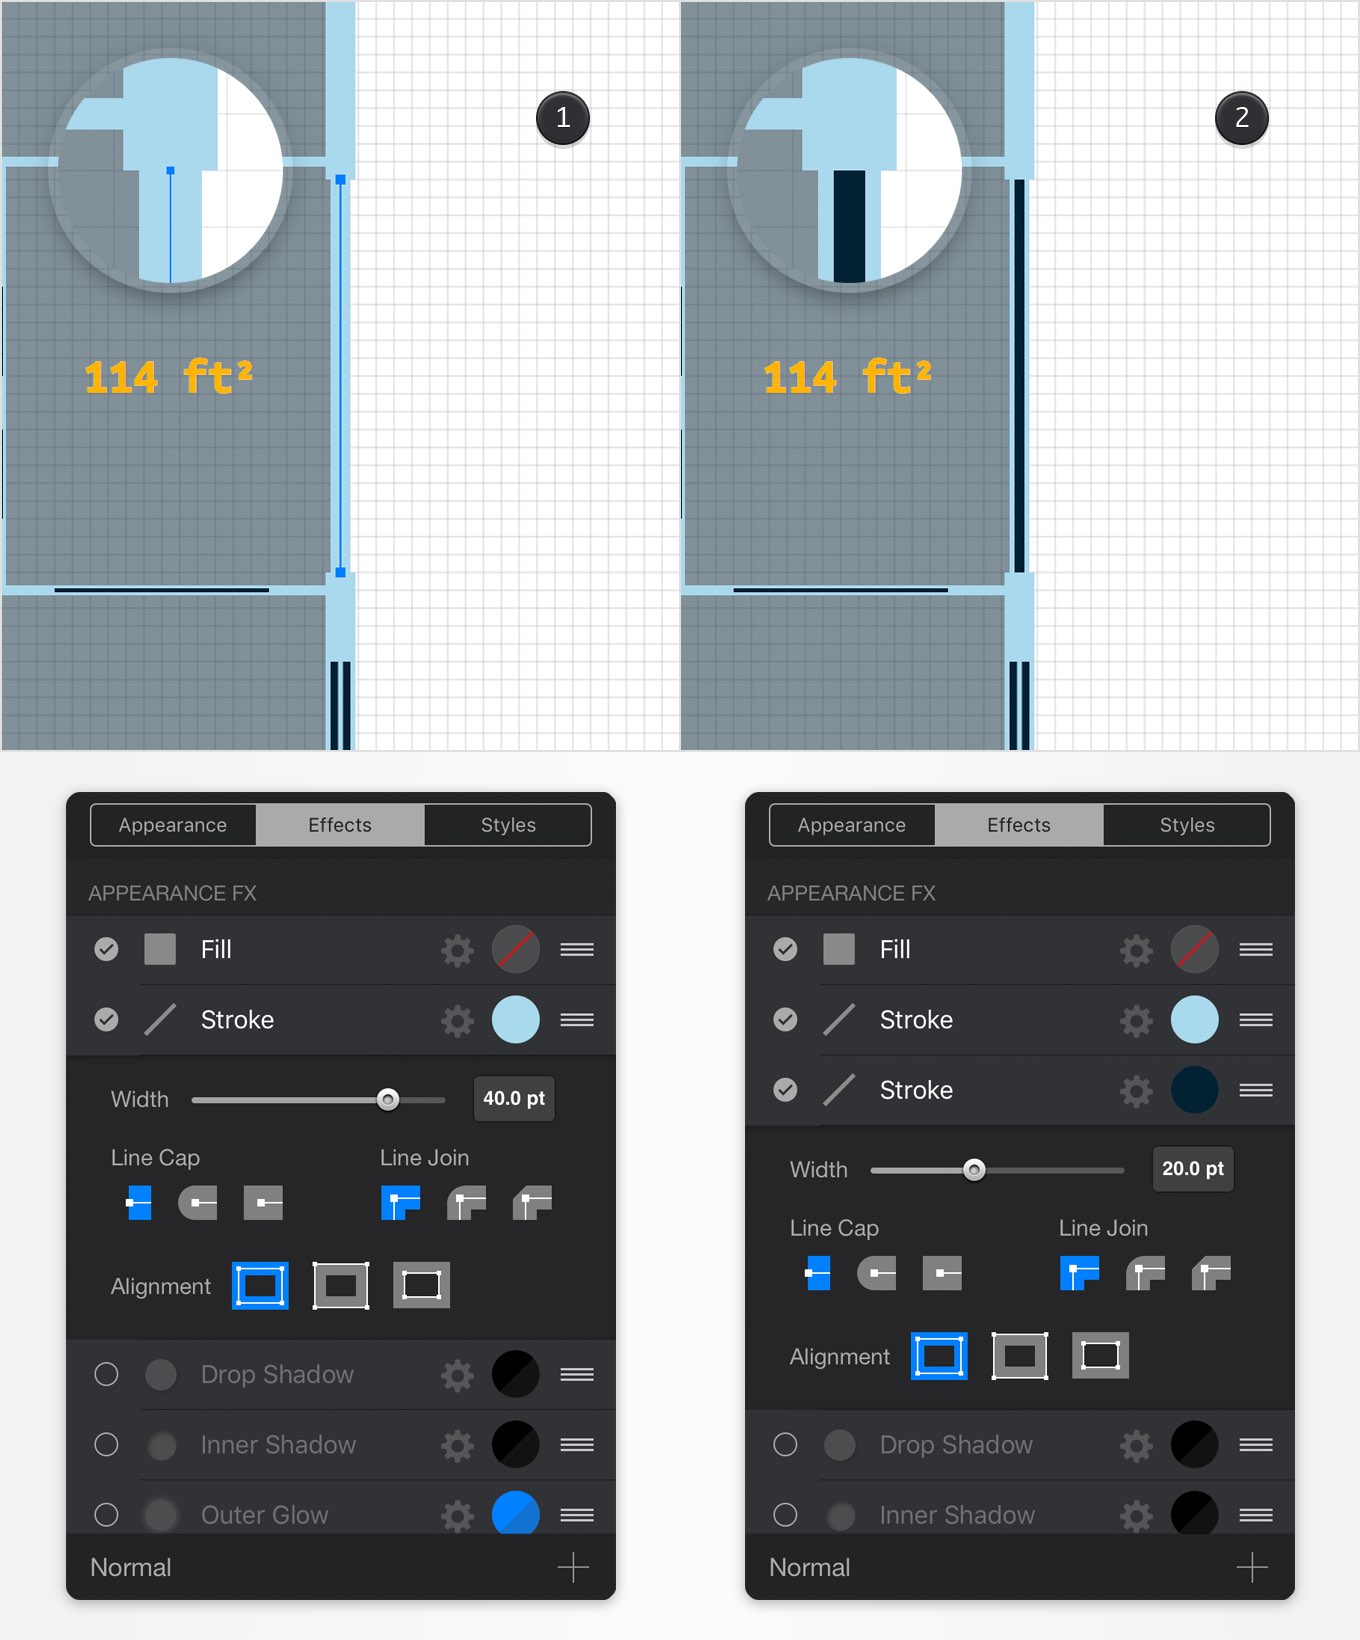 1
114 ft²
2
114 ft²
Appearance
Effects
Styles
APPEARANCE FX
Fill
Stroke
Width
40.0 pt
Line Cap
Line Join
Alignment
Drop Shadow
Inner Shadow
Outer Glow
Normal
Appearance
Effects
Styles
APPEARANCE FX
Fill
Stroke
Stroke
Width
20.0 pt
Line Cap
Line Join
Alignment
Drop Shadow
Inner Shadow
Normal